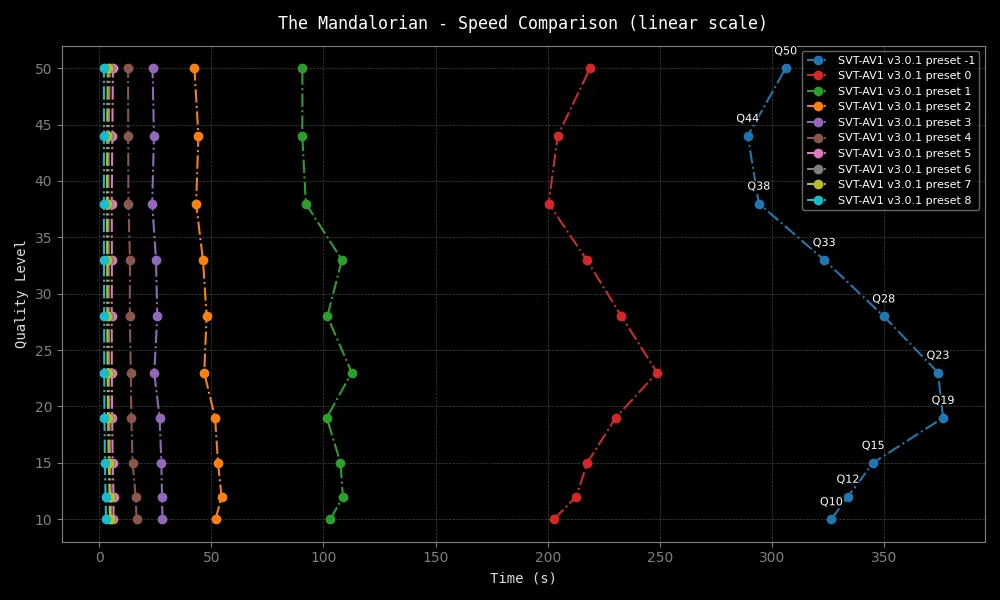 The Mandalorian - Speed Comparison (linear scale)
Q50
SVT-AV1 v3.0.1 preset -1
SVT-AV1 v3.0.1 preset 0
SVT-AV1 v3.0.1 preset 1
SVT-AV1 v3.0.1 preset 2
SVT-AV1 v3.0.1 preset 3
SVT-AV1 v3.0.1 preset 4
SVT-AV1 v3.0.1 preset 5
SVT-AV1 v3.0.1 preset 6
SVT-AV1 v3.0.1 preset 7
SVT-AV1 v3.0.1 preset 8
Q44
Q38
Q33
Q28
Q23
Q19
Q15
Q12
Q10
50
45
40
35
30
25
20
15
10
Quality Level
0 50 100 150 200 250 300 350
Time (s)